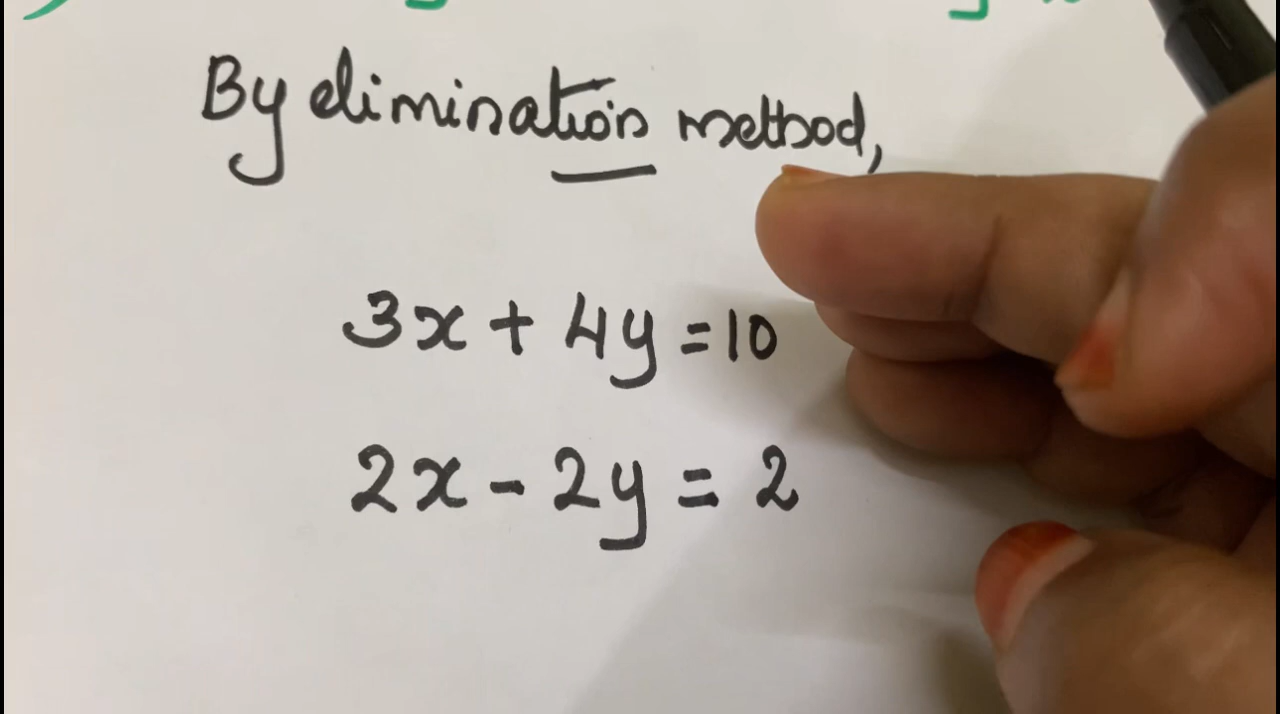 By elimination method,
3x + 4y = 10
2x - 2y = 2